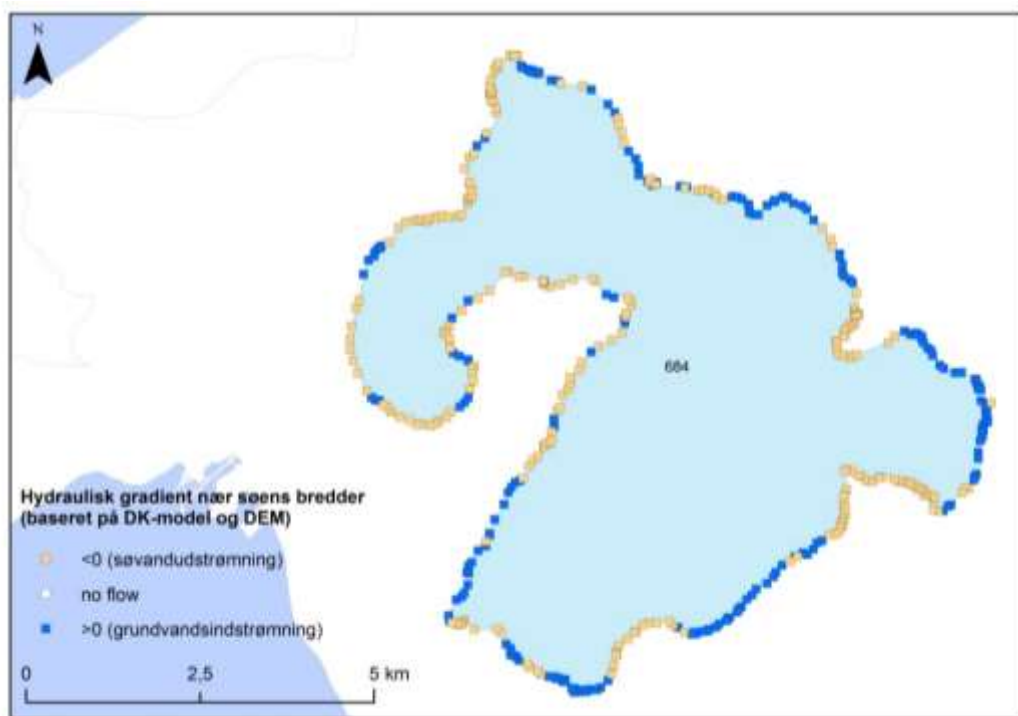 N
684
Hydraulisk gradient nær søens bredder
(baseret på DK-model og DEM)
<0 (søvandudstrømning)
no flow
>0 (grundvandsindstrømning)
0 2,5 5 km